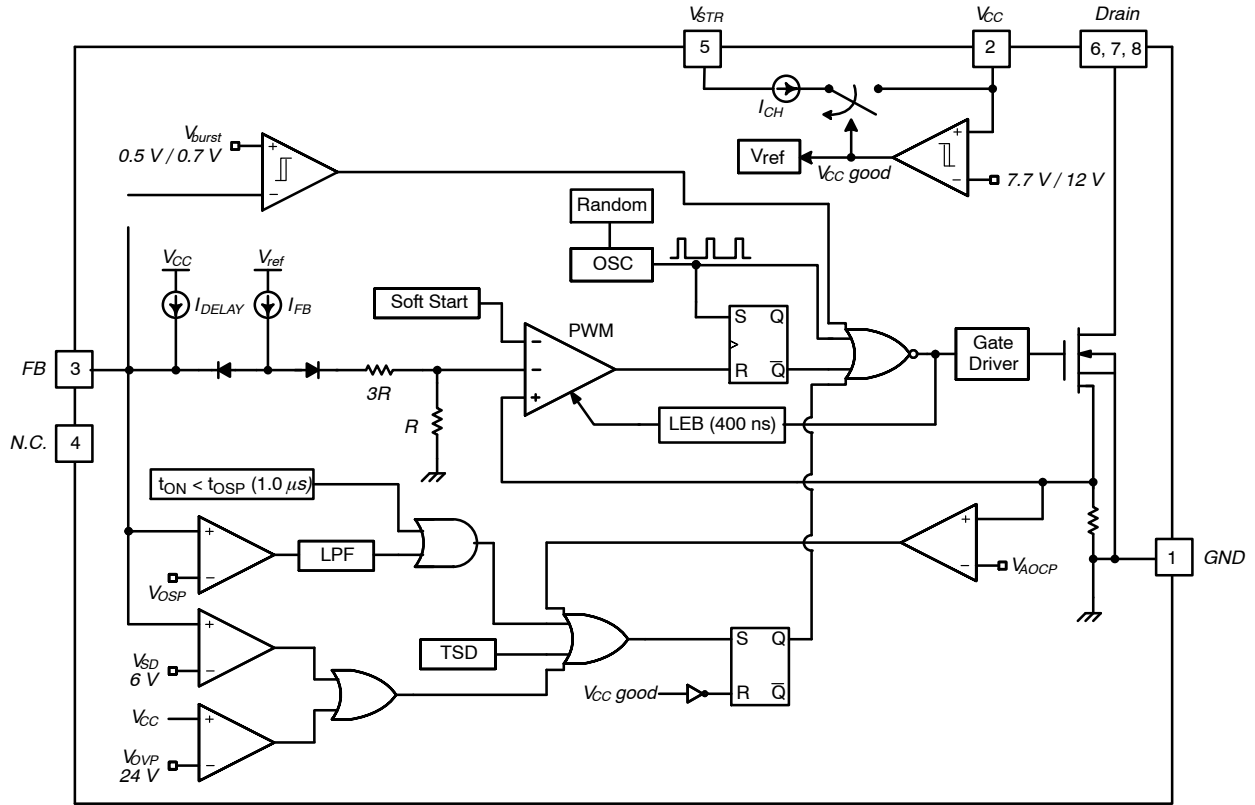 VSTR
VCC
Drain
5
2
6, 7, 8
ICH
Vburst
0.5 V / 0.7 V
+
−
Vref
VCC good
+
−
7.7 V / 12 V
Random
OSC
VCC
Vref
IDELAY
IFB
Soft Start
PWM
S Q
R Q̅
Gate
Driver
FB
3
−
−
+
3R
R
LEB (400 ns)
N.C.
4
tON < tOSP (1.0 µs)
+
−
VOSP
LPF
+
−
VAOCP
1
GND
+
−
VSD
6 V
TSD
S Q
R Q̅
VCC good
VCC
+
−
VOVP
24 V